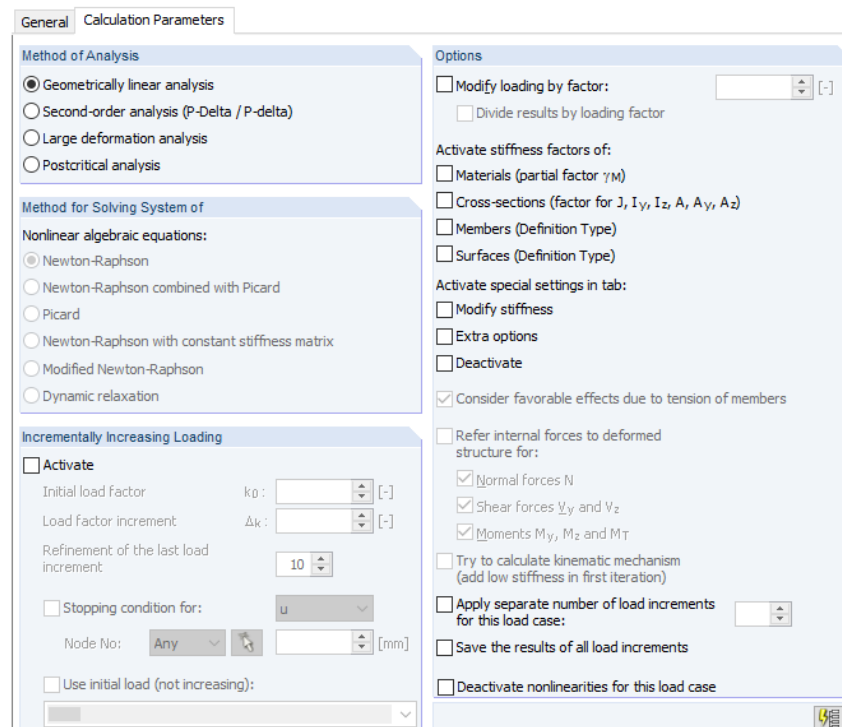 General
Calculation Parameters
Method of Analysis
Geometrically linear analysis
Second-order analysis (P-Delta / P-delta)
Large deformation analysis
Postcritical analysis
Method for Solving System of
Nonlinear algebraic equations:
Newton-Raphson
Newton-Raphson combined with Picard
Picard
Newton-Raphson with constant stiffness matrix
Modified Newton-Raphson
Dynamic relaxation
Incrementally Increasing Loading
Activate
Initial load factor k0 : [-]
Load factor increment Δk : [-]
Refinement of the last load
increment 10
Stopping condition for: u
Node No: Any [mm]
Use initial load (not increasing):
Options
Modify loading by factor: [-]
Divide results by loading factor
Activate stiffness factors of:
Materials (partial factor γM)
Cross-sections (factor for J, Iy, Iz, A, Ay, Az)
Members (Definition Type)
Surfaces (Definition Type)
Activate special settings in tab:
Modify stiffness
Extra options
Deactivate
Consider favorable effects due to tension of members
Refer internal forces to deformed
structure for:
Normal forces N
Shear forces Vy and Vz
Moments My, Mz and MT
Try to calculate kinematic mechanism
(add low stiffness in first iteration)
Apply separate number of load increments
for this load case:
Save the results of all load increments
Deactivate nonlinearities for this load case